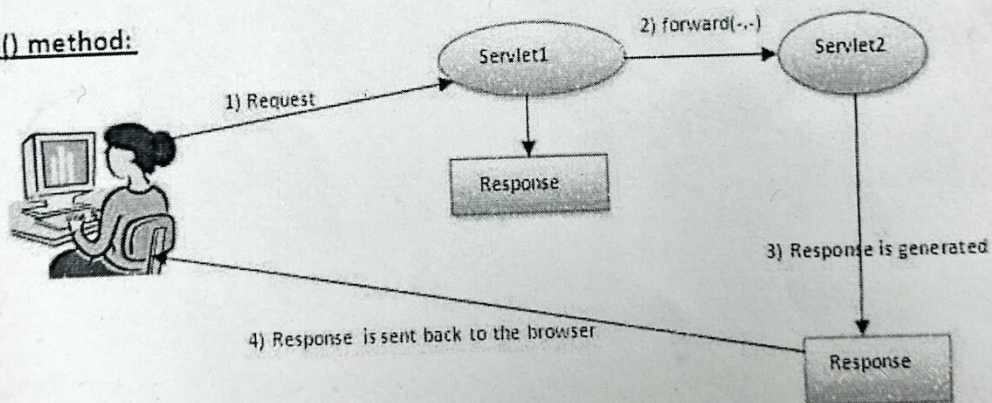 () method:
2) forward(-,-)
Servlet1
Servlet2
1) Request
Response
3) Response is generated
4) Response is sent back to the browser
Response